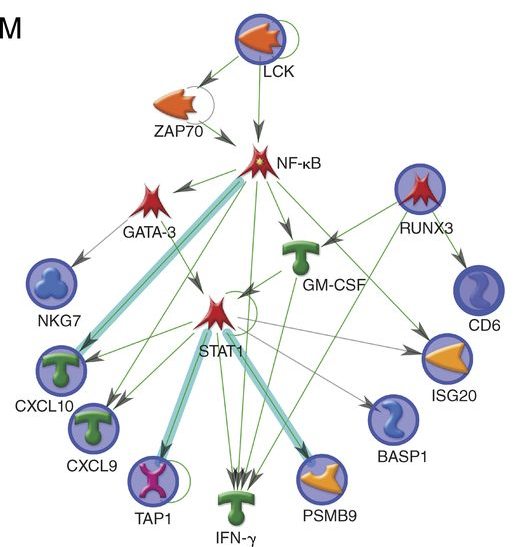 M
LCK
ZAP70
NF-κB
GATA-3
RUNX3
GM-CSF
NKG7
CD6
STAT1
CXCL10
ISG20
CXCL9
BASP1
TAP1
PSMB9
IFN-γ